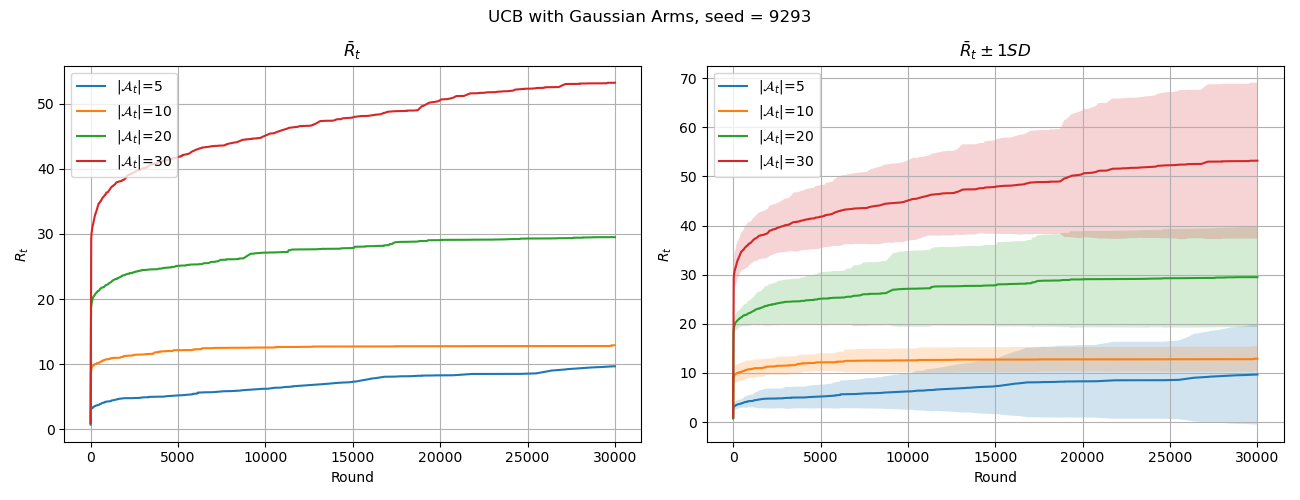 UCB with Gaussian Arms, seed = 9293
R̄ₜ
R̄ₜ ± 1SD
|𝒜ₜ|=5
|𝒜ₜ|=10
|𝒜ₜ|=20
|𝒜ₜ|=30
50
40
30
20
10
0
Rₜ
0 5000 10000 15000 20000 25000 30000
Round
|𝒜ₜ|=5
|𝒜ₜ|=10
|𝒜ₜ|=20
|𝒜ₜ|=30
70
60
50
40
30
20
10
0
Rₜ
0 5000 10000 15000 20000 25000 30000
Round